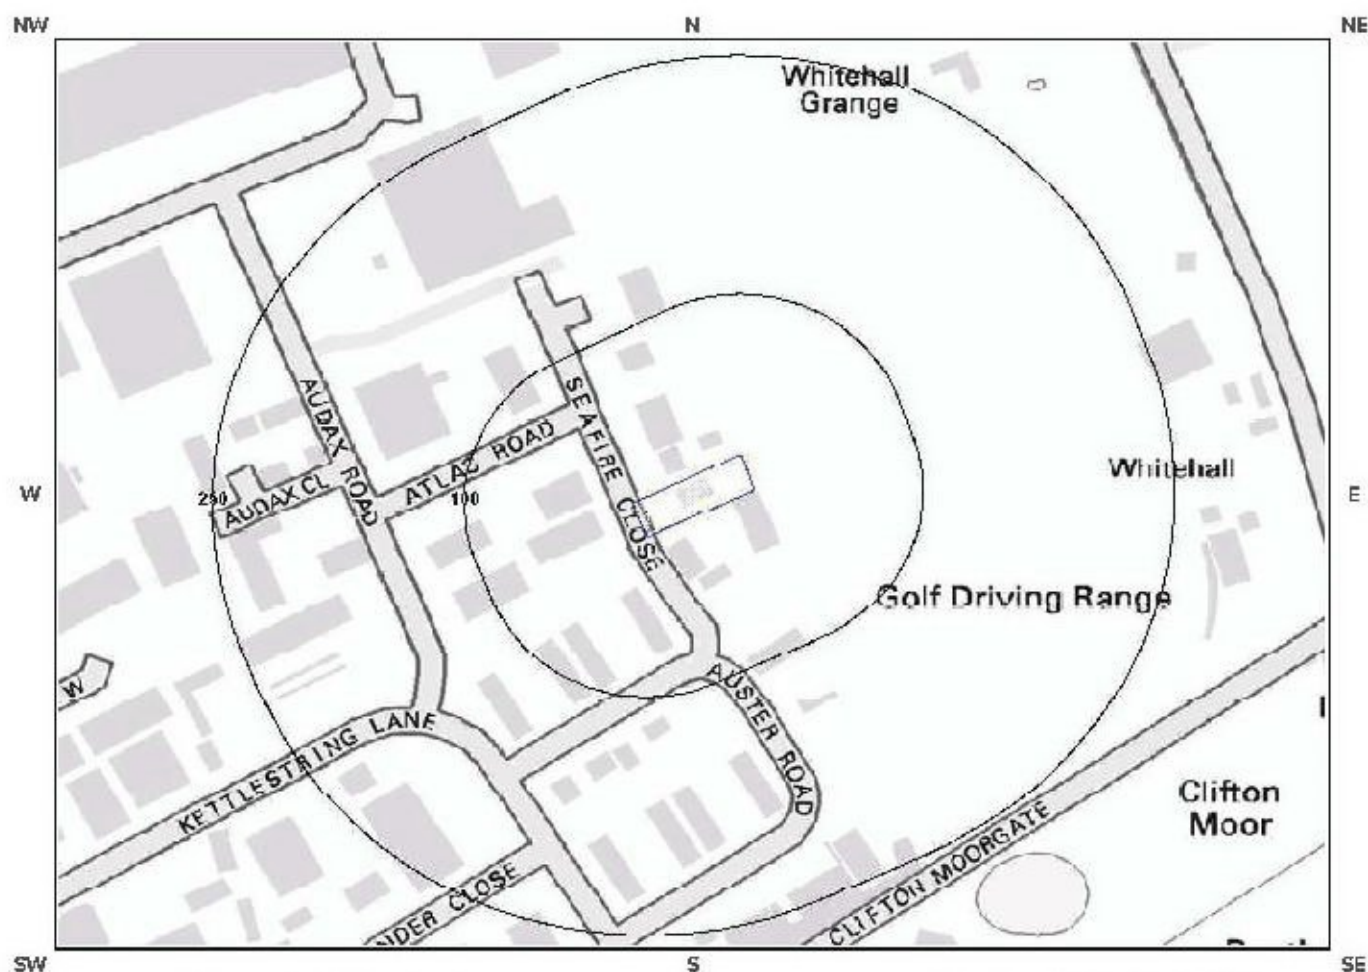 NW
N
NE
Whitehall
Grange
SEAFIRE CLOSE
AUDAX ROAD
ATLAS ROAD
W
250
AUDAX CL
100
Whitehall
E
Golf Driving Range
W
AUSTER ROAD
KETTLESTRING LANE
Clifton
Moor
CLIFTON MOORGATE
NDER CLOSE
SW
S
SE